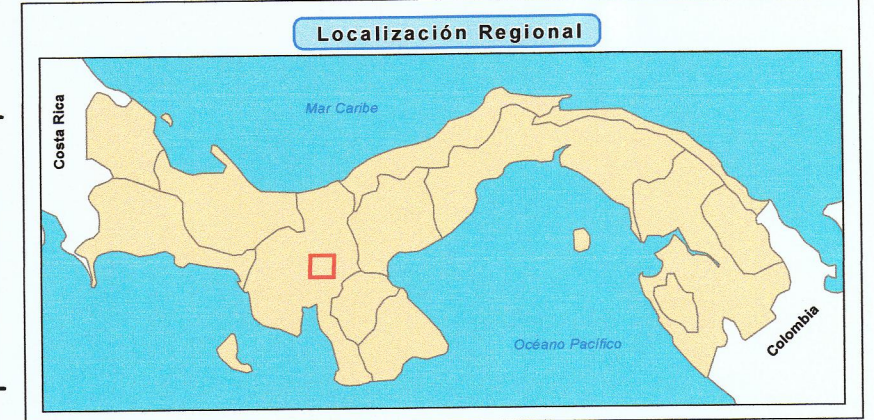 Localización Regional
Mar Caribe
Costa Rica
Océano Pacífico
Colombia